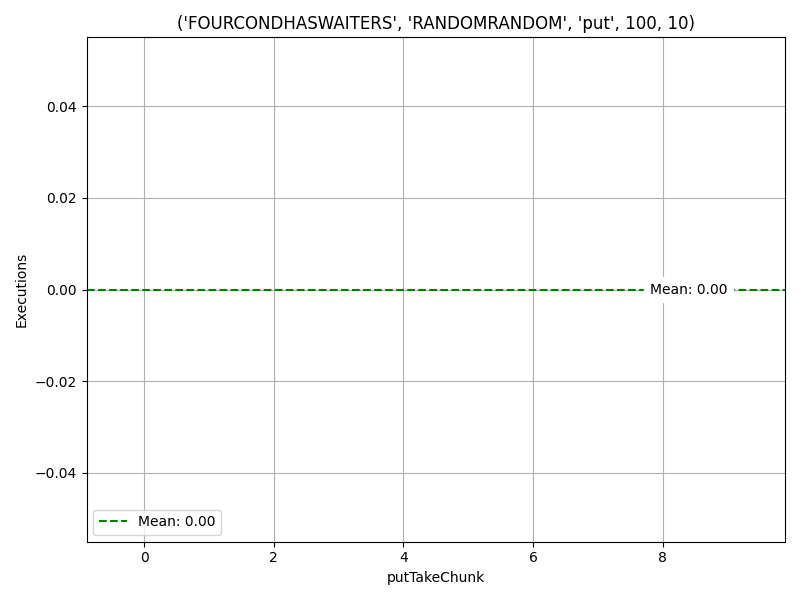 ('FOURCONDHASWAITERS', 'RANDOMRANDOM', 'put', 100, 10)
Executions
0.04
0.02
0.00
−0.02
−0.04
Mean: 0.00
Mean: 0.00
0 2 4 6 8
putTakeChunk